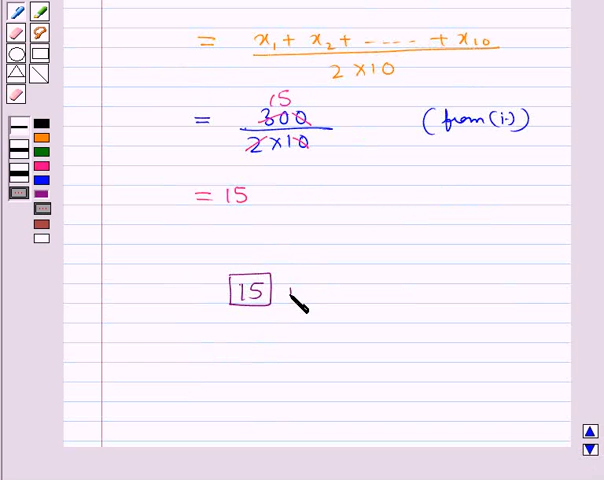 = x₁ + x₂ + ----- + x₁₀
2 × 10
15
= 300 (from (i.))
2 × 10
= 15
15